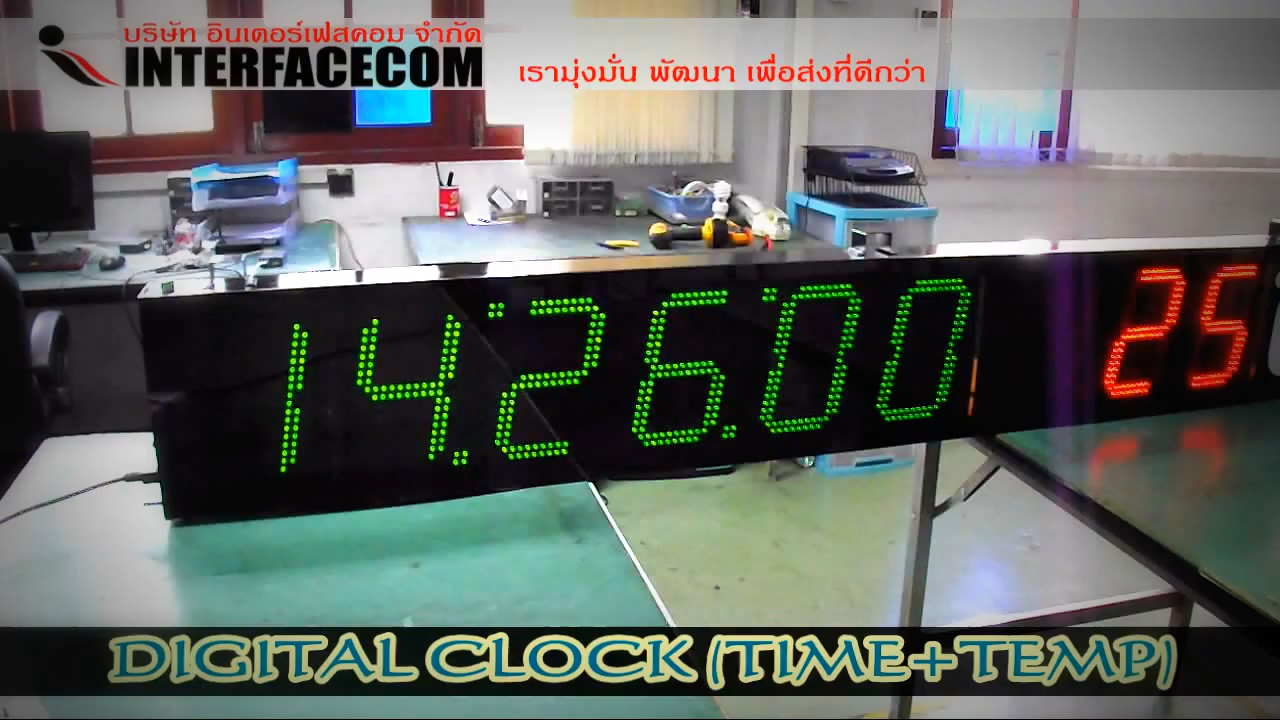 บริษัท อินเตอร์เฟสคอม จำกัด
INTERFACECOM
เรามุ่งมั่น พัฒนา เพื่อส่งที่ดีกว่า
14:26:00 25
DIGITAL CLOCK (TIME+TEMP)